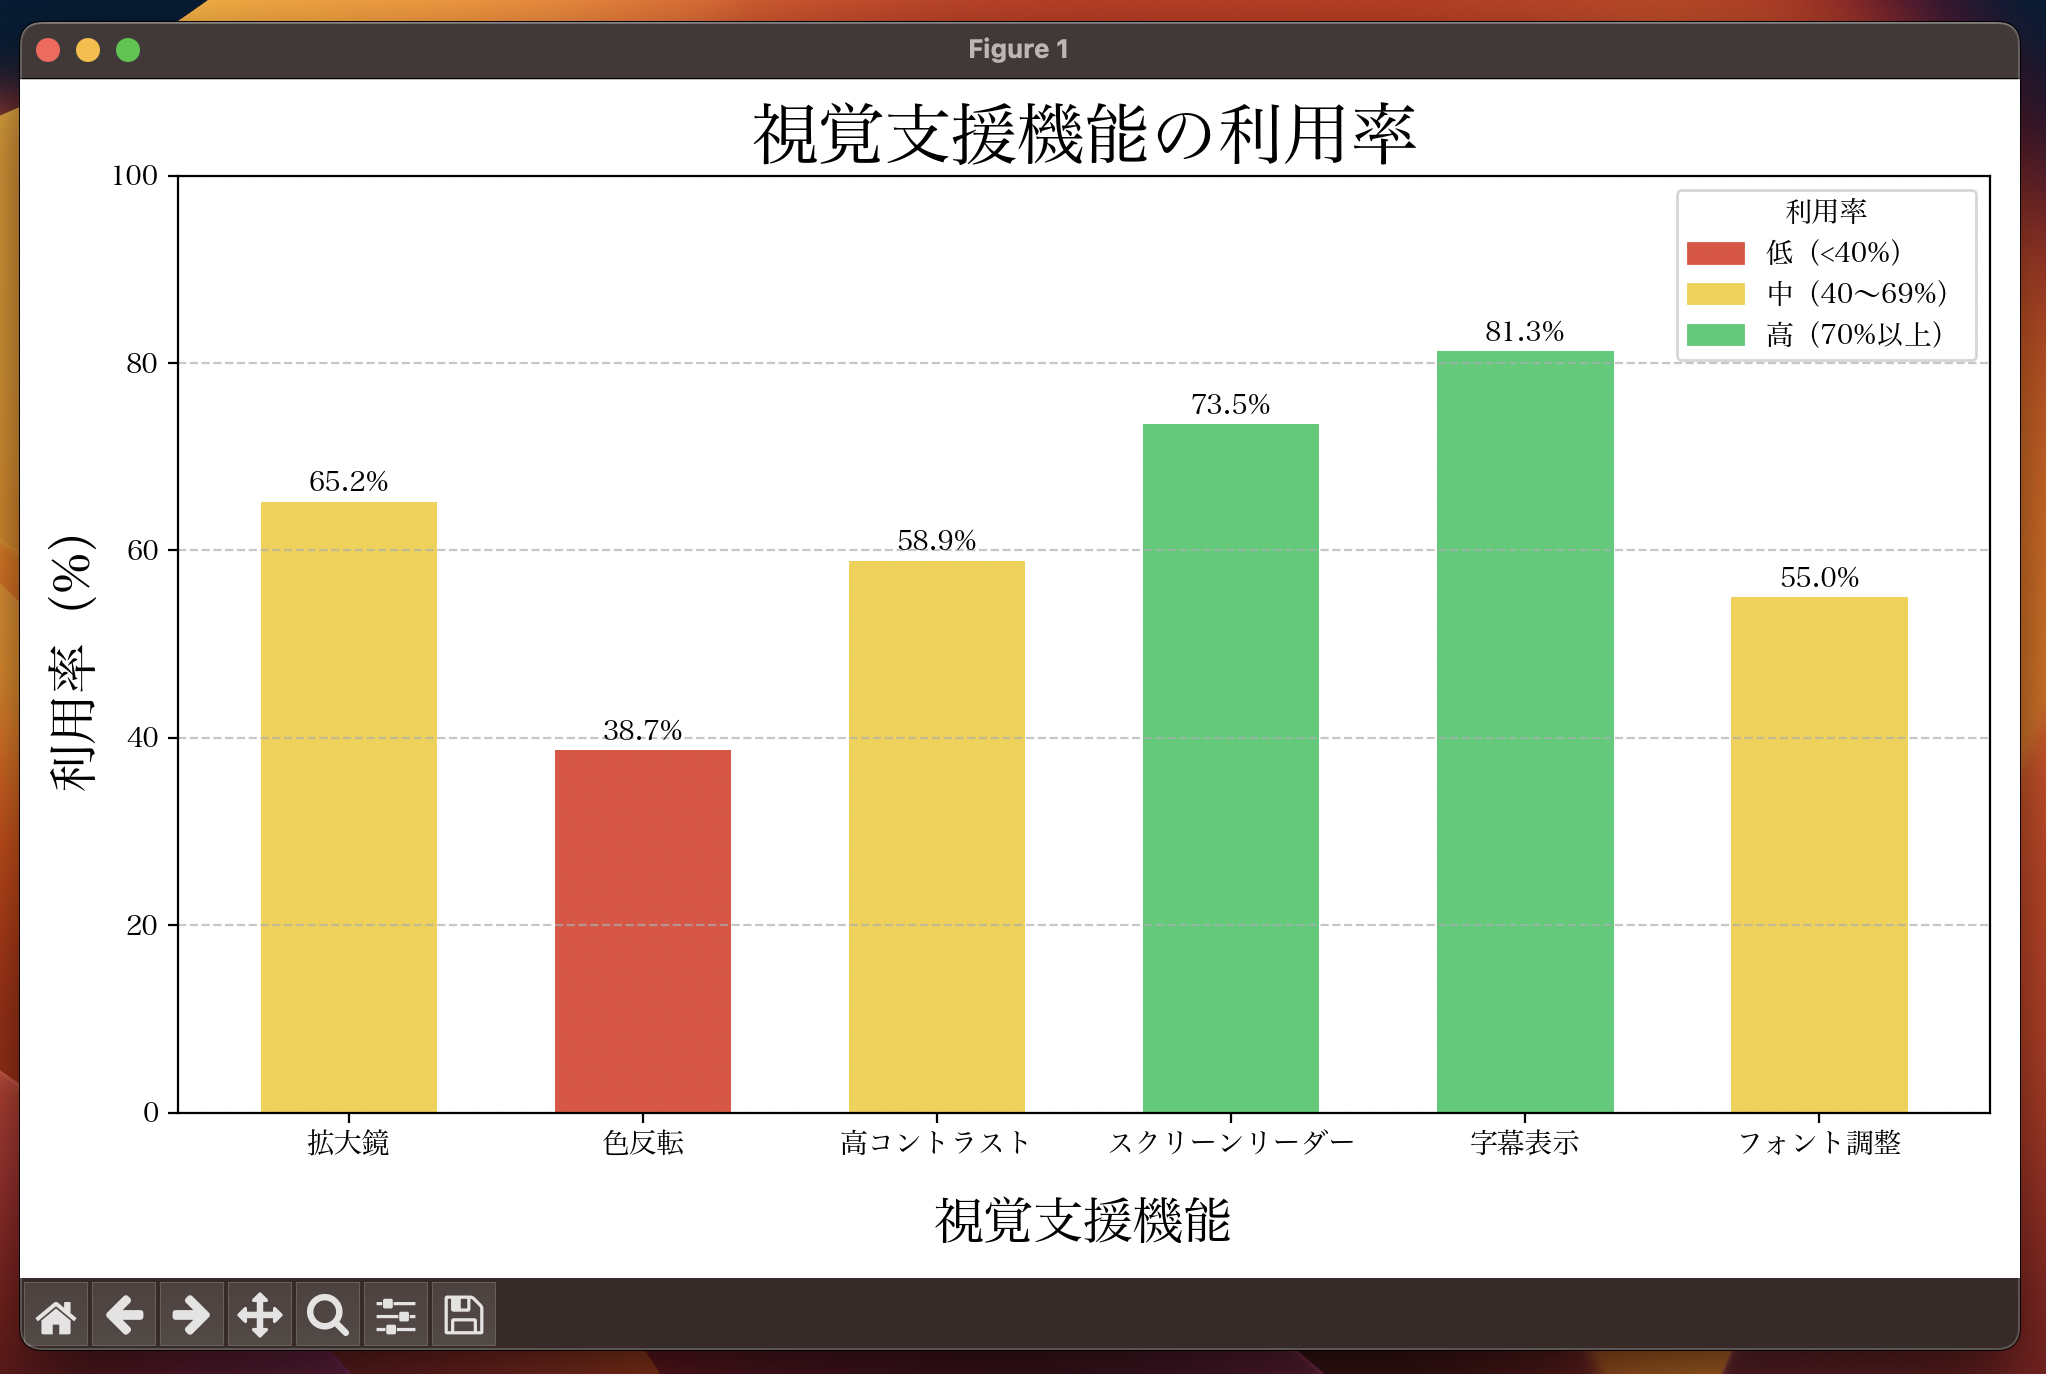 Figure 1
視覚支援機能の利用率
利用率（%）
100
80
60
40
20
0
利用率
低（<40%）
中（40～69%）
高（70%以上）
65.2%
38.7%
58.9%
73.5%
81.3%
55.0%
拡大鏡
色反転
高コントラスト
スクリーンリーダー
字幕表示
フォント調整
視覚支援機能